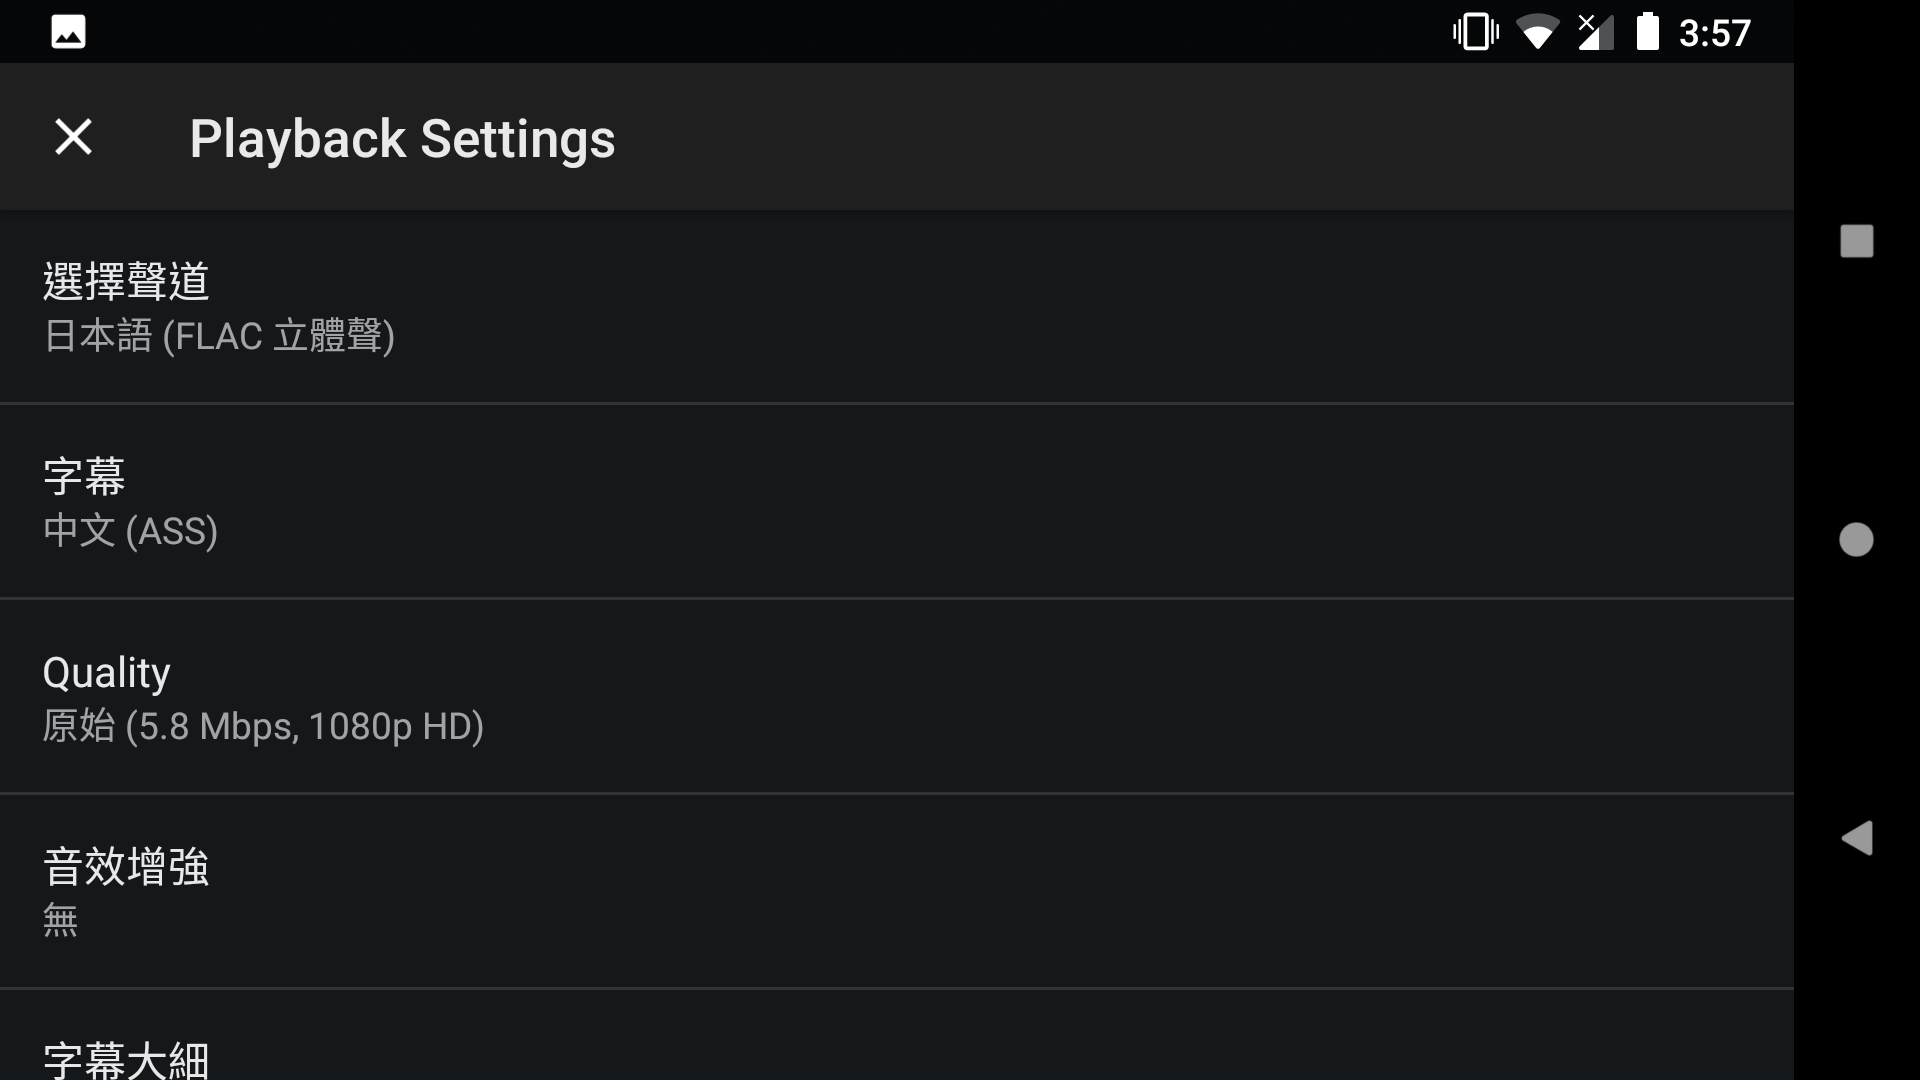 3:57
Playback Settings
選擇聲道
日本語 (FLAC 立體聲)
字幕
中文 (ASS)
Quality
原始 (5.8 Mbps, 1080p HD)
音效增強
無
字幕大細